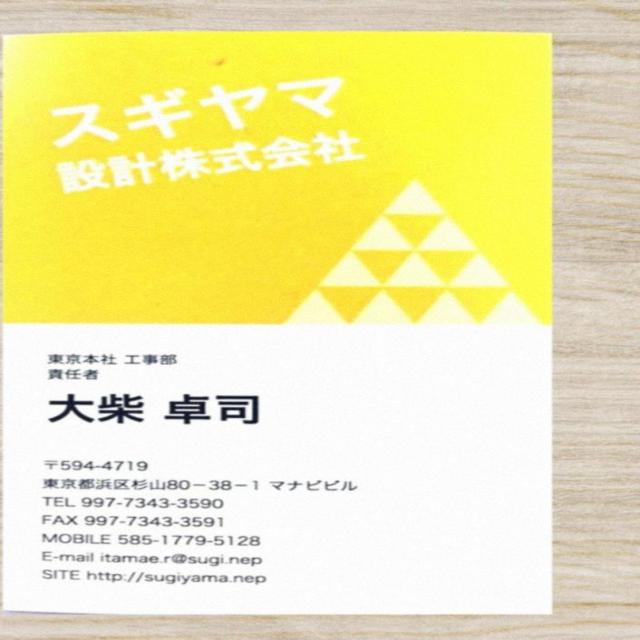 スギヤマ
設計株式会社
東京本社 工事部
責任者
大柴 卓司
〒594-4719
東京都浜区杉山80－38－1 マナビビル
TEL 997-7343-3590
FAX 997-7343-3591
MOBILE 585-1779-5128
E-mail itamae.r@sugi.nep
SITE http://sugiyama.nep